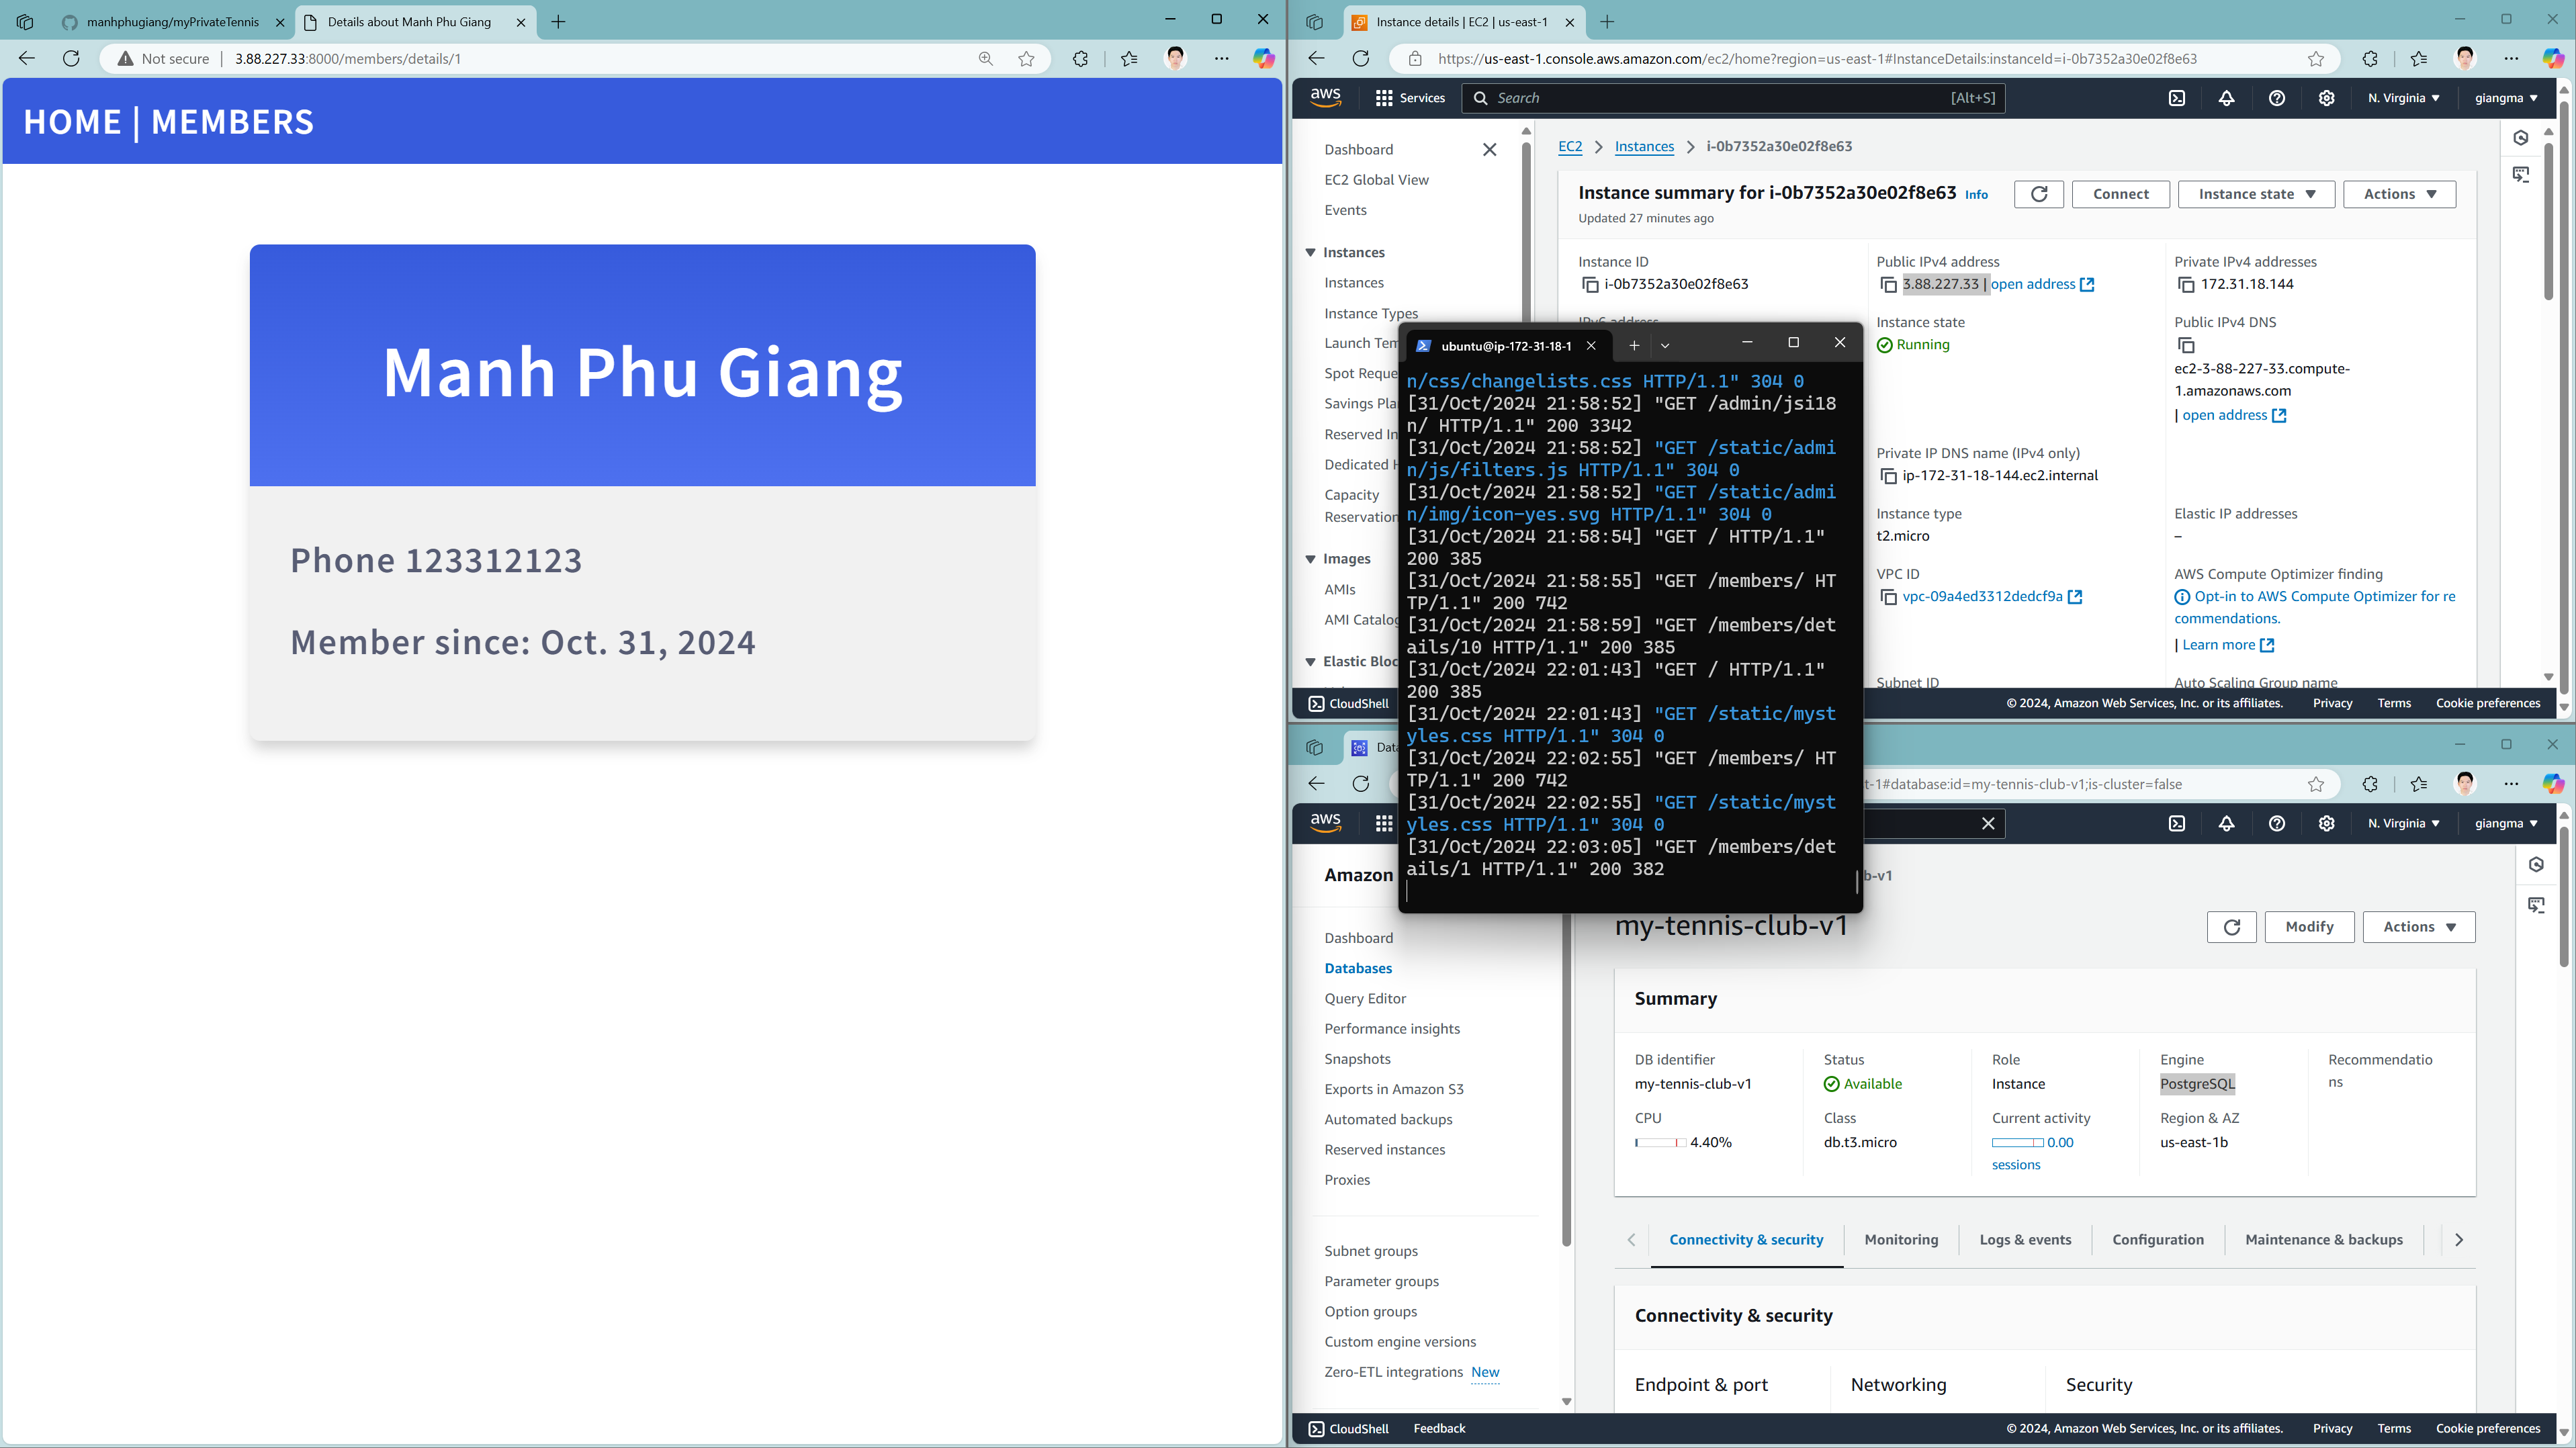 manhphugiang/myPrivateTennis
Details about Manh Phu Giang
Not secure
3.88.227.33:8000/members/details/1
HOME | MEMBERS
Manh Phu Giang
Phone 123312123
Member since: Oct. 31, 2024
Instance details | EC2 | us-east-1
https://us-east-1.console.aws.amazon.com/ec2/home?region=us-east-1#InstanceDetails:instanceId=i-0b7352a30e02f8e63
aws
Services
Search
[Alt+S]
N. Virginia
giangma
Dashboard
EC2 Global View
Events
Instances
Instances
Instance Types
Launch Tem
Spot Reque
Savings Pla
Reserved In
Dedicated H
Capacity
Reservation
Images
AMIs
AMI Catalog
Elastic Bloc
EC2
Instances
i-0b7352a30e02f8e63
Instance summary for i-0b7352a30e02f8e63 Info
Updated 27 minutes ago
Connect
Instance state
Actions
Instance ID
i-0b7352a30e02f8e63
IPv6 address
Public IPv4 address
3.88.227.33 | open address
Private IPv4 addresses
172.31.18.144
Instance state
Running
Public IPv4 DNS
ec2-3-88-227-33.compute-
1.amazonaws.com
| open address
Private IP DNS name (IPv4 only)
ip-172-31-18-144.ec2.internal
Instance type
t2.micro
Elastic IP addresses
–
VPC ID
vpc-09a4ed3312dedcf9a
AWS Compute Optimizer finding
Opt-in to AWS Compute Optimizer for re
commendations.
| Learn more
Subnet ID
Auto Scaling Group name
CloudShell
© 2024, Amazon Web Services, Inc. or its affiliates.
Privacy
Terms
Cookie preferences
ubuntu@ip-172-31-18-1
n/css/changelists.css HTTP/1.1" 304 0
[31/Oct/2024 21:58:52] "GET /admin/jsi18
n/ HTTP/1.1" 200 3342
[31/Oct/2024 21:58:52] "GET /static/admi
n/js/filters.js HTTP/1.1" 304 0
[31/Oct/2024 21:58:52] "GET /static/admi
n/img/icon-yes.svg HTTP/1.1" 304 0
[31/Oct/2024 21:58:54] "GET / HTTP/1.1"
200 385
[31/Oct/2024 21:58:55] "GET /members/ HT
TP/1.1" 200 742
[31/Oct/2024 21:58:59] "GET /members/det
ails/10 HTTP/1.1" 200 385
[31/Oct/2024 22:01:43] "GET / HTTP/1.1"
200 385
[31/Oct/2024 22:01:43] "GET /static/myst
yles.css HTTP/1.1" 304 0
[31/Oct/2024 22:02:55] "GET /members/ HT
TP/1.1" 200 742
[31/Oct/2024 22:02:55] "GET /static/myst
yles.css HTTP/1.1" 304 0
[31/Oct/2024 22:03:05] "GET /members/det
ails/1 HTTP/1.1" 200 382
Data
t-1#database:id=my-tennis-club-v1;is-cluster=false
aws
N. Virginia
giangma
Amazon
Dashboard
Databases
Query Editor
Performance insights
Snapshots
Exports in Amazon S3
Automated backups
Reserved instances
Proxies
Subnet groups
Parameter groups
Option groups
Custom engine versions
Zero-ETL integrations New
b-v1
my-tennis-club-v1
Modify
Actions
Summary
DB identifier
my-tennis-club-v1
Status
Available
Role
Instance
Engine
PostgreSQL
Recommendatio
ns
CPU
4.40%
Class
db.t3.micro
Current activity
0.00
sessions
Region & AZ
us-east-1b
Connectivity & security
Monitoring
Logs & events
Configuration
Maintenance & backups
Connectivity & security
Endpoint & port
Networking
Security
CloudShell
Feedback
© 2024, Amazon Web Services, Inc. or its affiliates.
Privacy
Terms
Cookie preferences